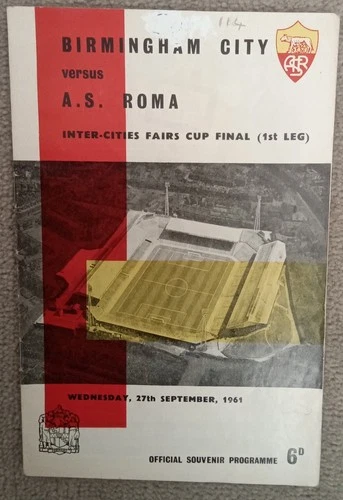 BIRMINGHAM CITY
versus
A.S. ROMA
INTER-CITIES FAIRS CUP FINAL (1st LEG)
WEDNESDAY, 27th SEPTEMBER, 1961
OFFICIAL SOUVENIR PROGRAMME 6D